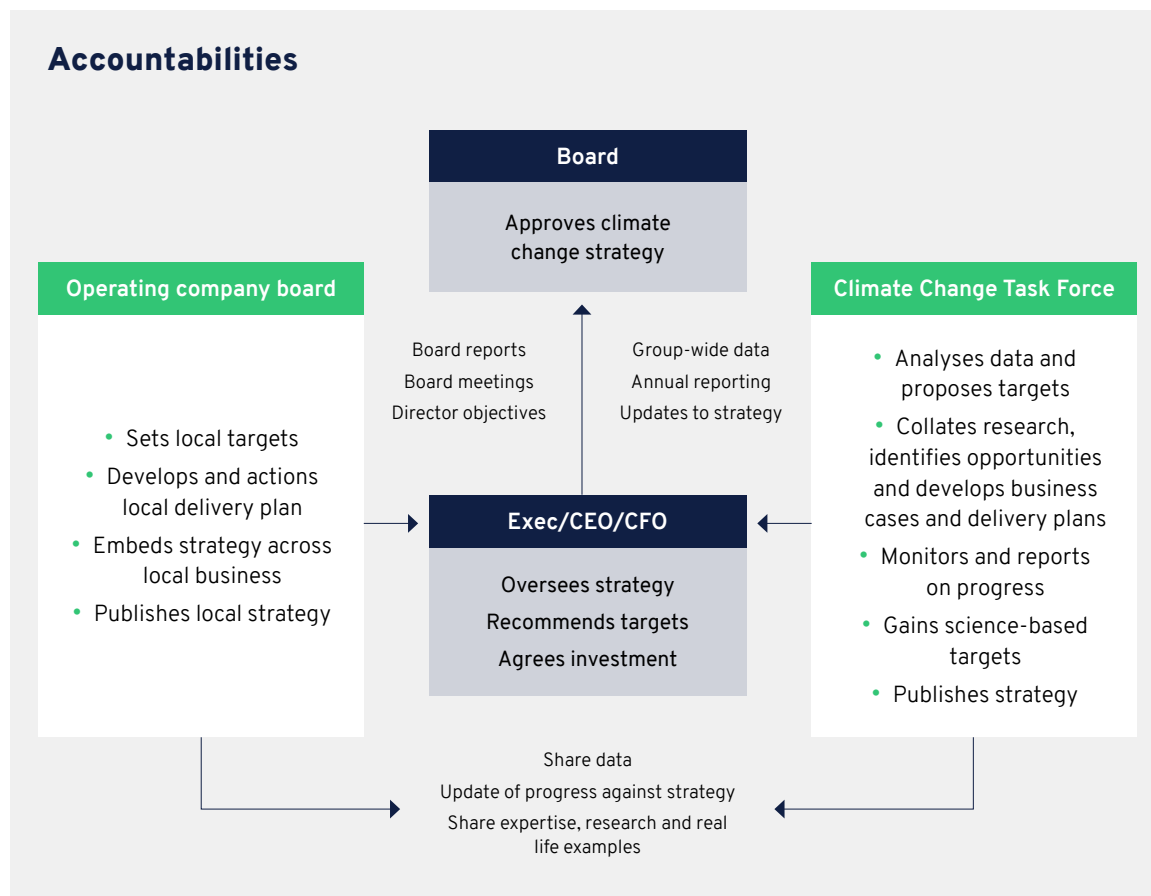 Accountabilities
Board
Approves climate
change strategy
Operating company board
• Sets local targets
• Develops and actions
local delivery plan
• Embeds strategy across
local business
• Publishes local strategy
Board reports
Board meetings
Director objectives
Group-wide data
Annual reporting
Updates to strategy
Exec/CEO/CFO
Oversees strategy
Recommends targets
Agrees investment
Climate Change Task Force
• Analyses data and
proposes targets
• Collates research,
identifies opportunities
and develops business
cases and delivery plans
• Monitors and reports
on progress
• Gains science-based
targets
• Publishes strategy
Share data
Update of progress against strategy
Share expertise, research and real
life examples